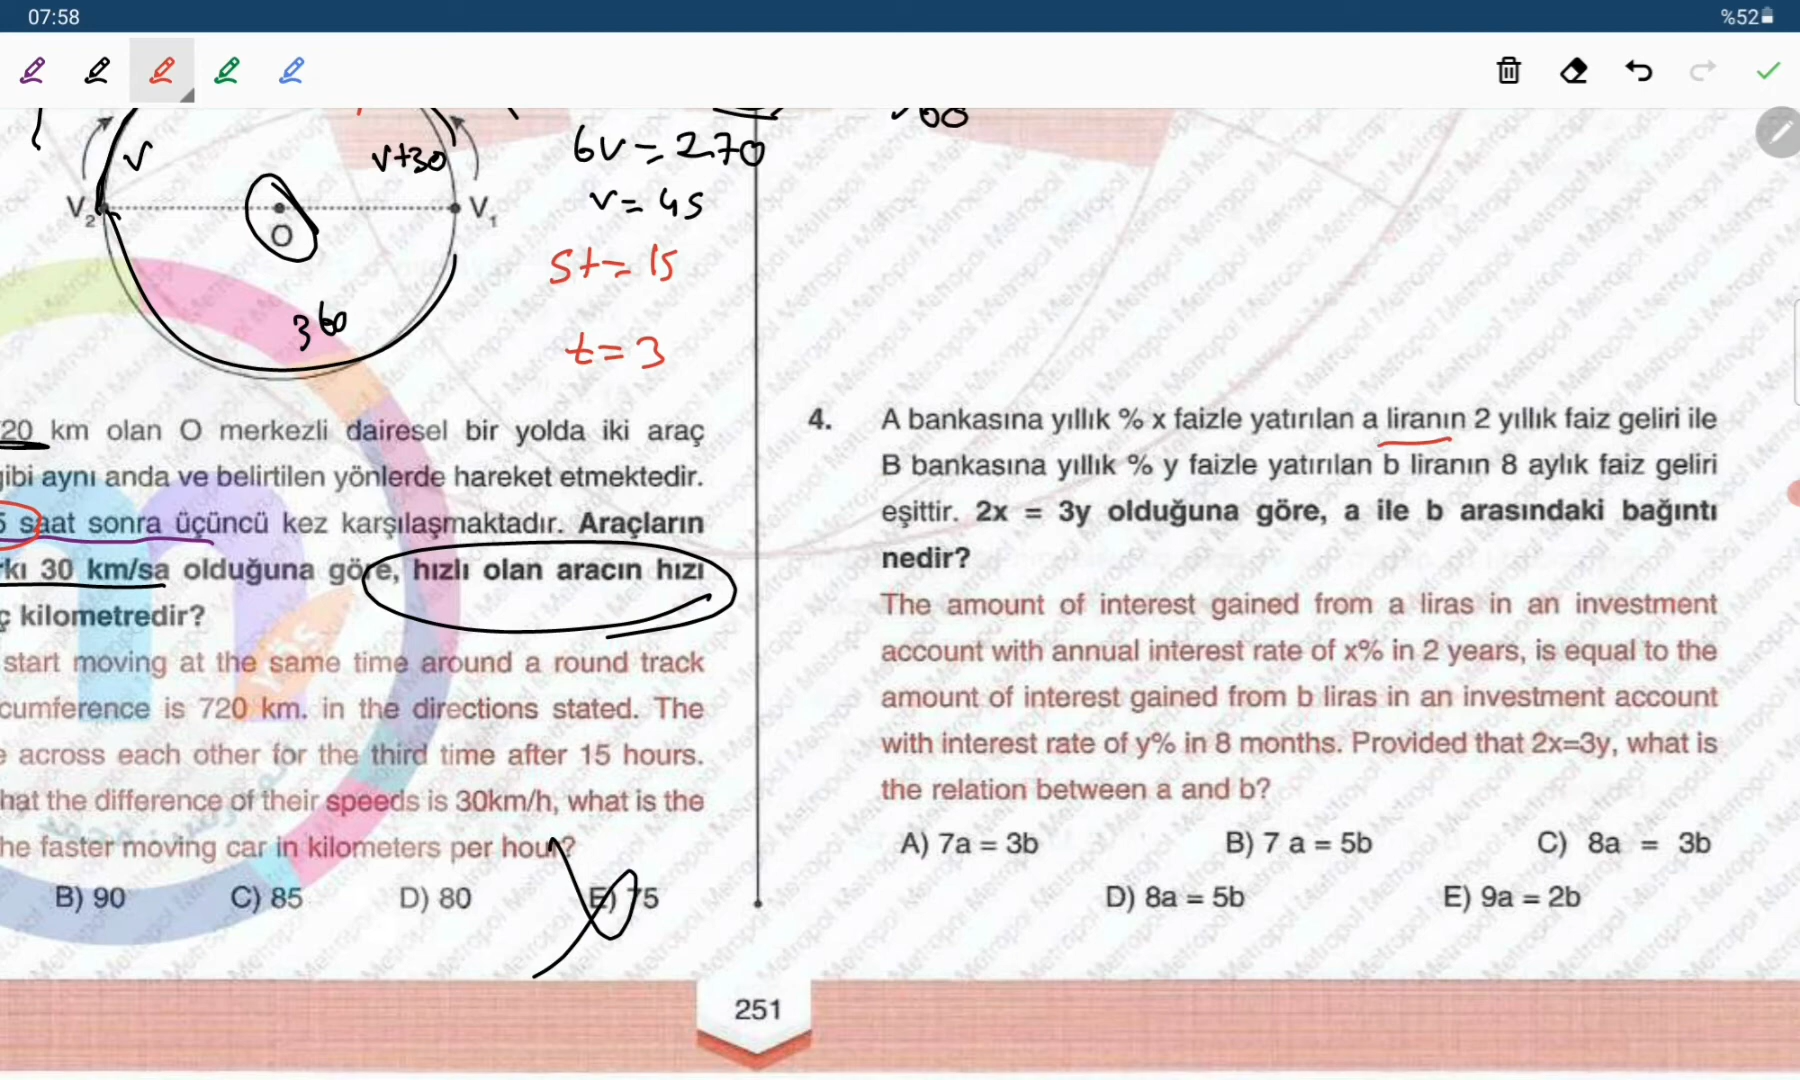 07:58
%52
V
V+30
V₂
O
V₁
360
60
6V = 270
V = 45
5t = 15
t = 3
20 km olan O merkezli dairesel bir yolda iki araç
gibi aynı anda ve belirtilen yönlerde hareket etmektedir.
5 saat sonra üçüncü kez karşılaşmaktadır. Araçların
rkı 30 km/sa olduğuna göre, hızlı olan aracın hızı
ç kilometredir?
start moving at the same time around a round track
cumference is 720 km. in the directions stated. The
e across each other for the third time after 15 hours.
hat the difference of their speeds is 30km/h, what is the
he faster moving car in kilometers per hour?
B) 90 C) 85 D) 80 E) 75
4. A bankasına yıllık % x faizle yatırılan a liranın 2 yıllık faiz geliri ile
B bankasına yıllık % y faizle yatırılan b liranın 8 aylık faiz geliri
eşittir. 2x = 3y olduğuna göre, a ile b arasındaki bağıntı
nedir?
The amount of interest gained from a liras in an investment
account with annual interest rate of x% in 2 years, is equal to the
amount of interest gained from b liras in an investment account
with interest rate of y% in 8 months. Provided that 2x=3y, what is
the relation between a and b?
A) 7a = 3b B) 7 a = 5b C) 8a = 3b
D) 8a = 5b E) 9a = 2b
251